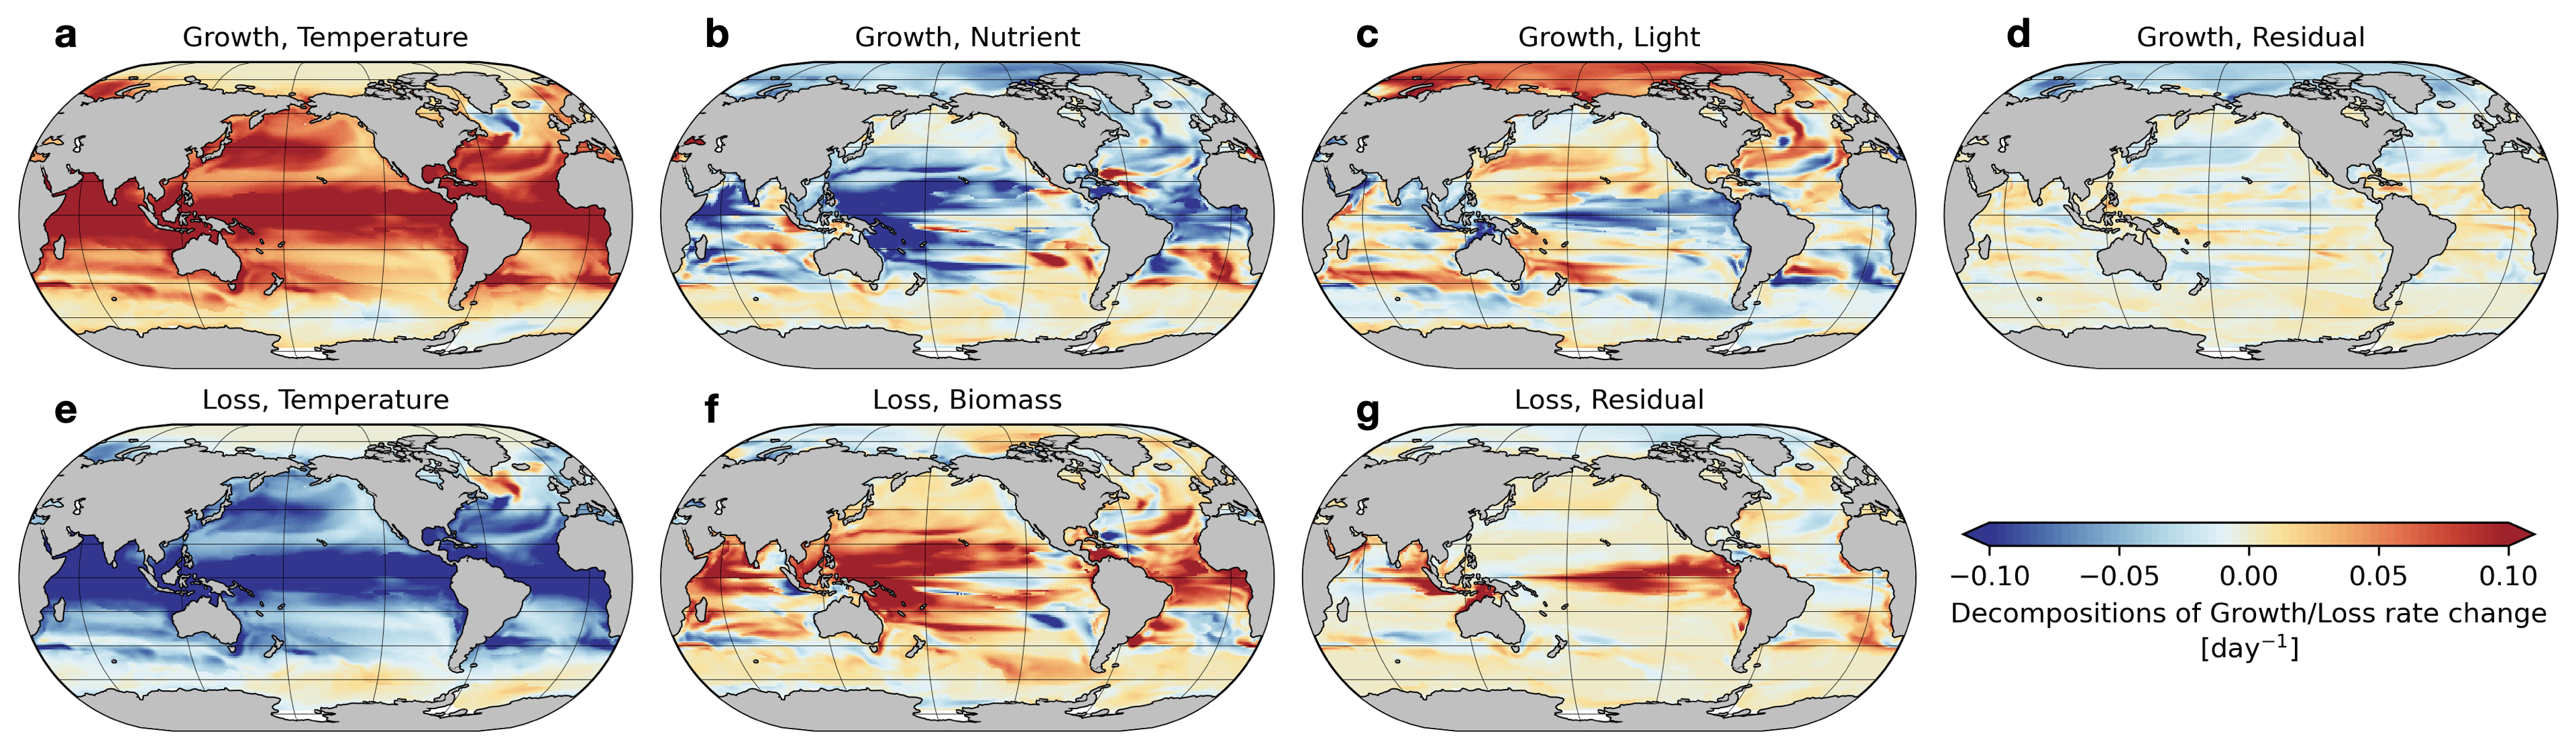 a
Growth, Temperature
b
Growth, Nutrient
c
Growth, Light
d
Growth, Residual
e
Loss, Temperature
f
Loss, Biomass
g
Loss, Residual
−0.10 −0.05 0.00 0.05 0.10
Decompositions of Growth/Loss rate change
[day⁻¹]